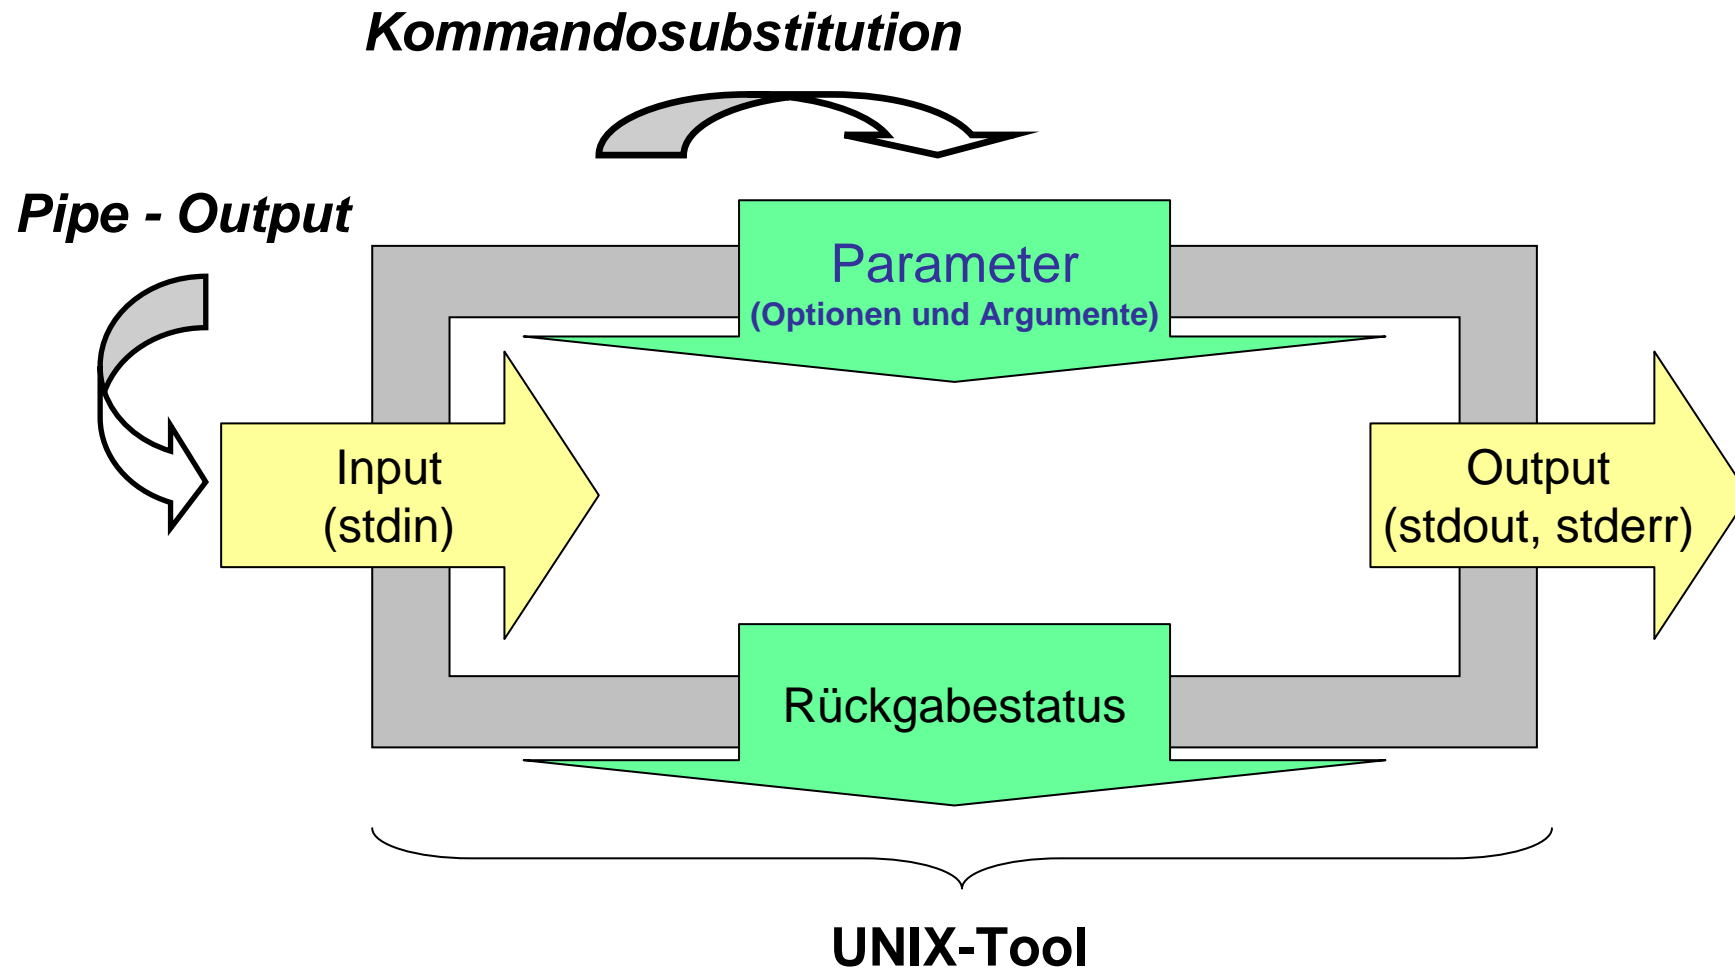 Kommandosubstitution
Pipe - Output
Parameter
(Optionen und Argumente)
Input
(stdin)
Output
(stdout, stderr)
Rückgabestatus
UNIX-Tool